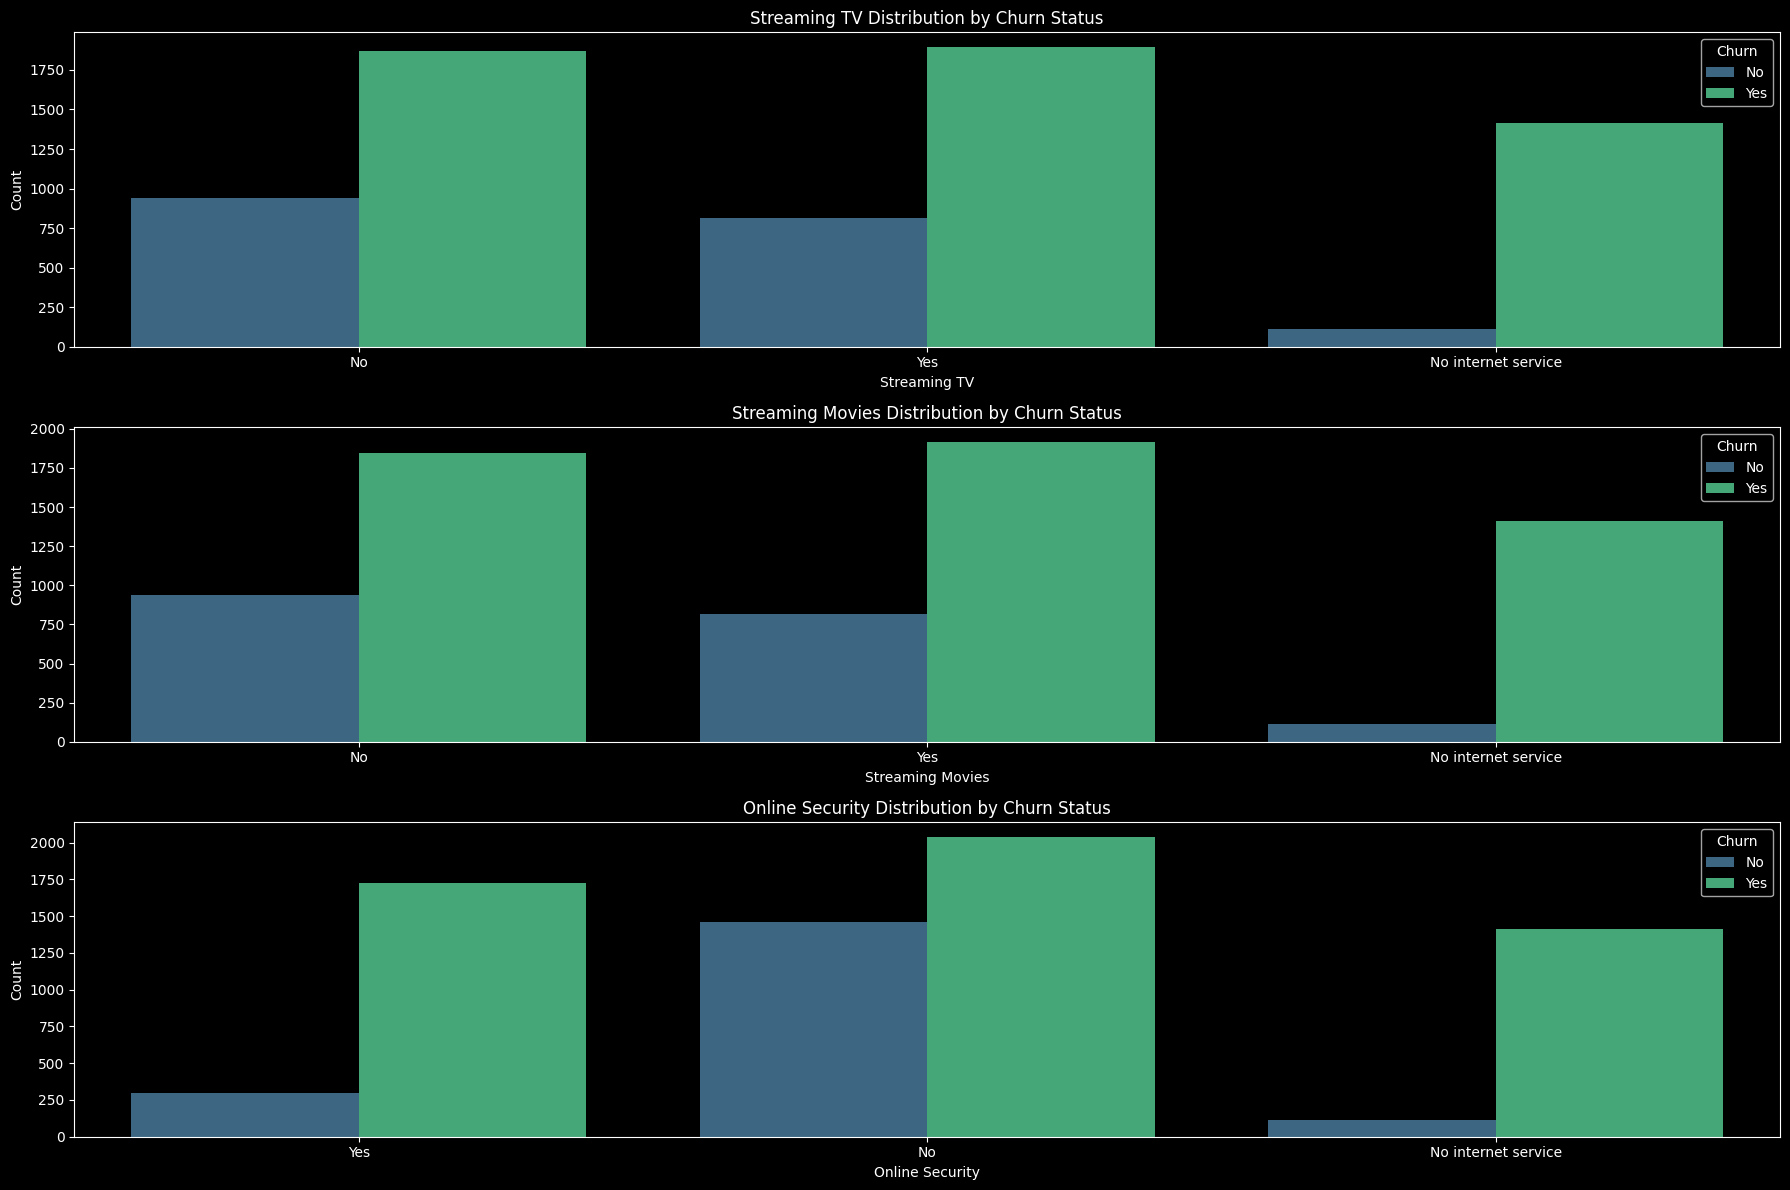 Streaming TV Distribution by Churn Status
Churn
No
Yes
1750
1500
1250
1000
750
500
250
0
Count
No
Yes
No internet service
Streaming TV
Streaming Movies Distribution by Churn Status
Churn
No
Yes
2000
1750
1500
1250
1000
750
500
250
0
Count
No
Yes
No internet service
Streaming Movies
Online Security Distribution by Churn Status
Churn
No
Yes
2000
1750
1500
1250
1000
750
500
250
0
Count
Yes
No
No internet service
Online Security